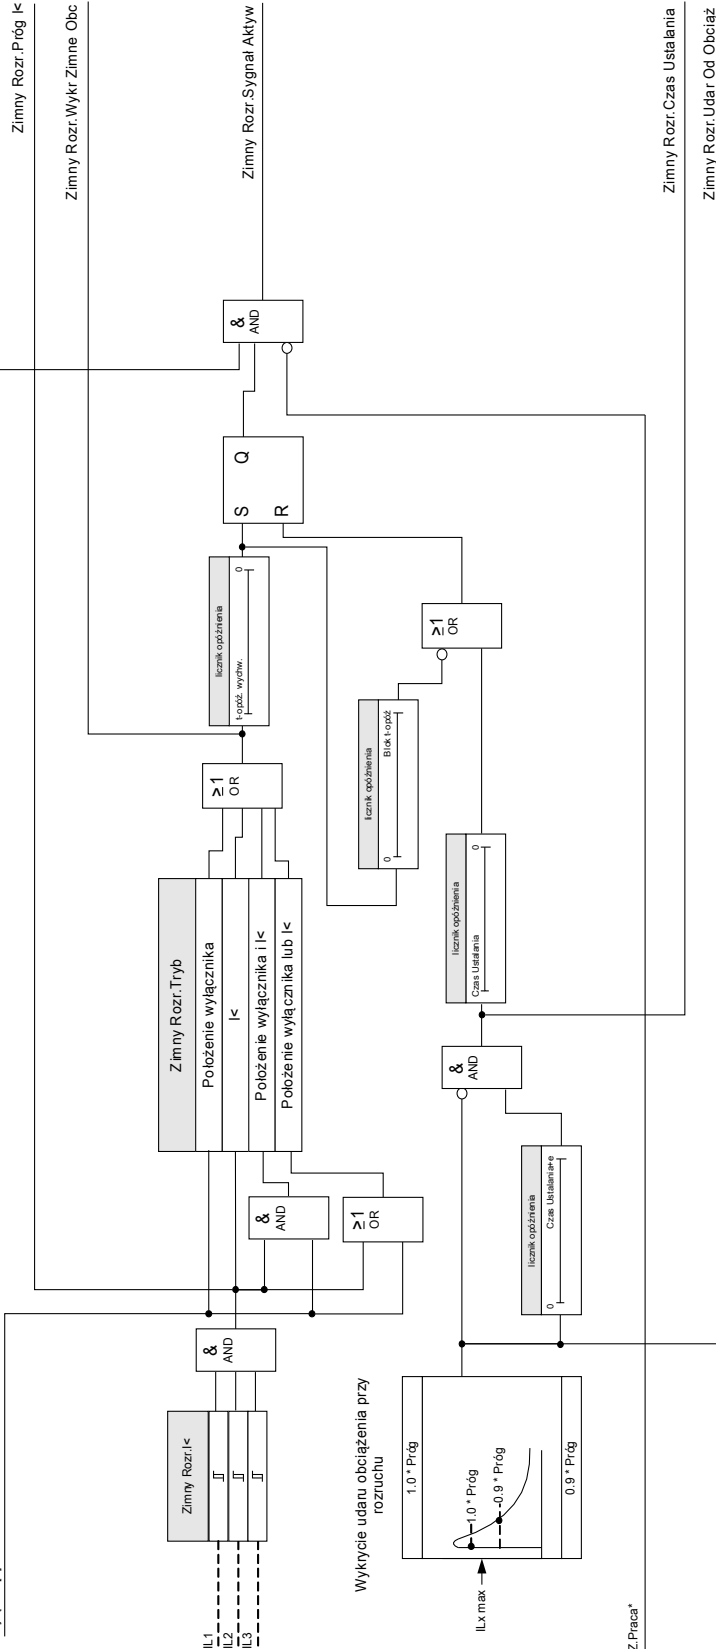 Zimny Rozr.Próg I<
Zimny Rozr.Wykr Zimne Obc
Zimny Rozr.Sygnał Aktyw
Zimny Rozr.Czas Ustalania
Zimny Rozr.Udar Od Obciąż
&
AND
S
Q
R
licznik opóźnienia
t-opóź. wychw.
0
≥1
OR
≥1
OR
licznik opóźnienia
0
Blok t-opóź
Zimny Rozr.Tryb
Położenie wyłącznika
I<
Położenie wyłącznika i I<
Położenie wyłącznika lub I<
licznik opóźnienia
Czas Ustalania
0
&
AND
&
AND
≥1
OR
licznik opóźnienia
0
Czas Ustalania+e
&
AND
Zimny Rozr.I<
IL1
IL2
IL3
Wykrycie udaru obciążenia przy
rozruchu
1.0 * Próg
1.0 * Próg
0.9 * Próg
0.9 * Próg
ILx max
Z.Praca*